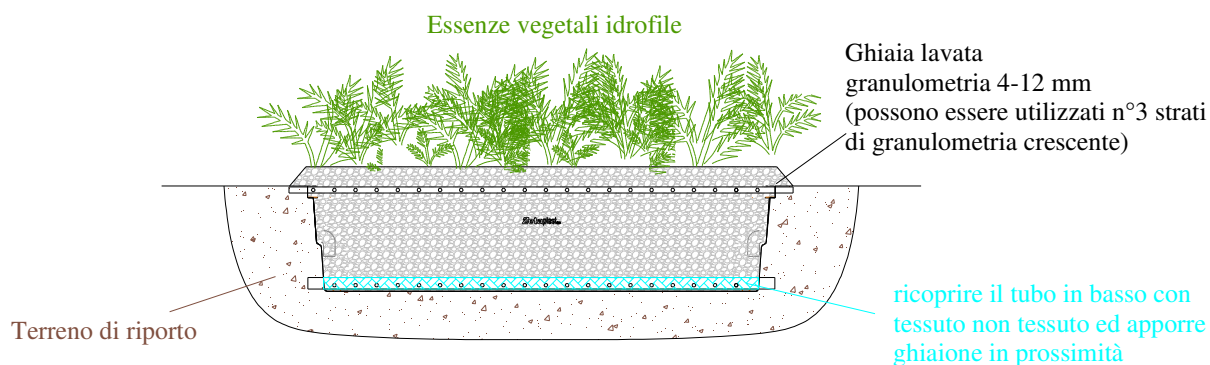 Essenze vegetali idrofile
Ghiaia lavata
granulometria 4-12 mm
(possono essere utilizzati n°3 strati
di granulometria crescente)
Terreno di riporto
ricoprire il tubo in basso con
tessuto non tessuto ed apporre
ghiaione in prossimità